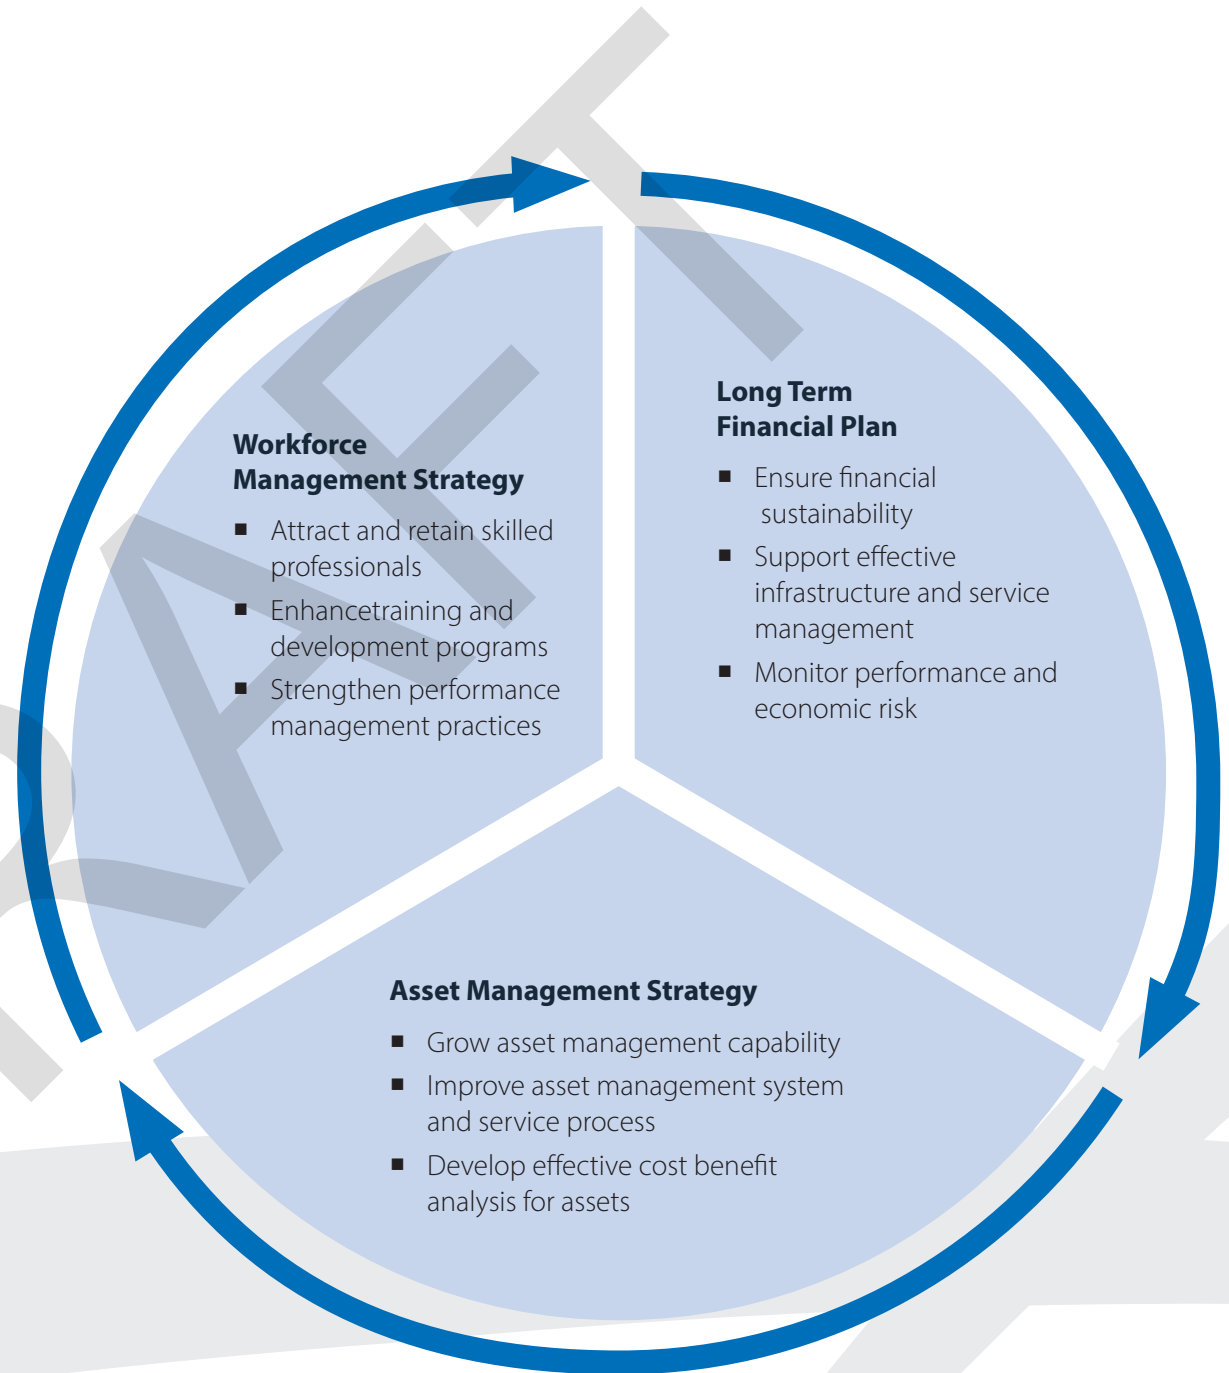 Workforce
Management Strategy
■ Attract and retain skilled
professionals
■ Enhancetraining and
development programs
■ Strengthen performance
management practices
Long Term
Financial Plan
■ Ensure financial
sustainability
■ Support effective
infrastructure and service
management
■ Monitor performance and
economic risk
Asset Management Strategy
■ Grow asset management capability
■ Improve asset management system
and service process
■ Develop effective cost benefit
analysis for assets
RAFT